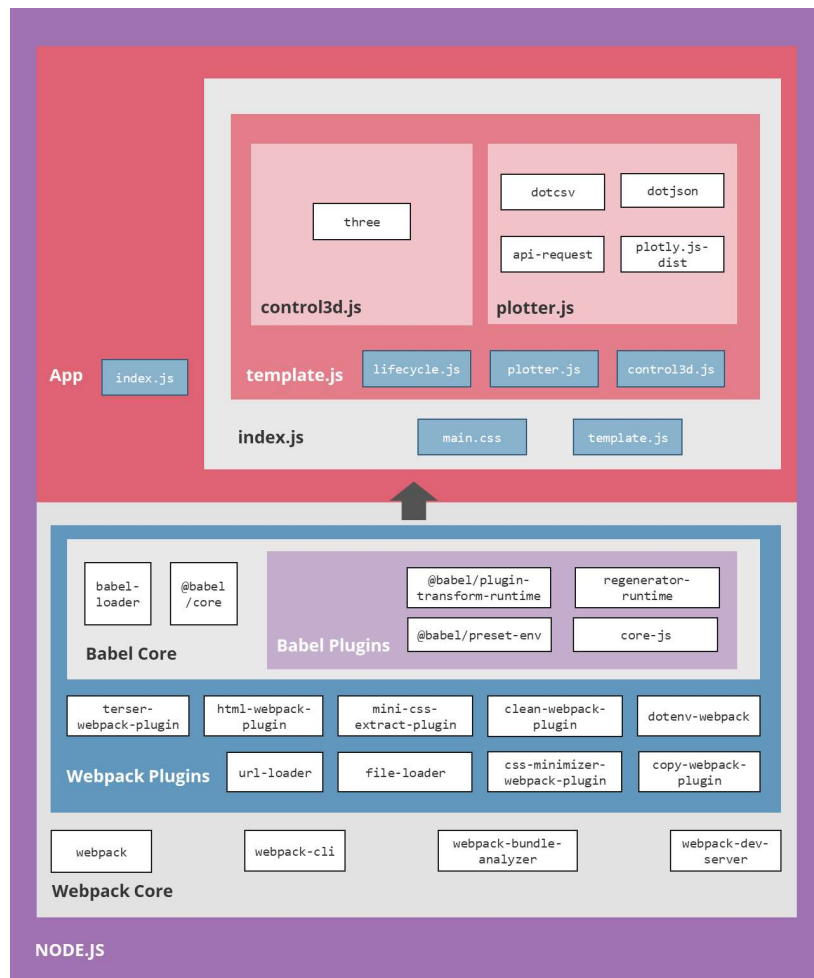 three
dotcsv
dotjson
api-request
plotly.js-
dist
control3d.js
plotter.js
App
index.js
template.js
lifecycle.js
plotter.js
control3d.js
index.js
main.css
template.js
babel-
loader
@babel
/core
Babel Core
@babel/plugin-
transform-runtime
regenerator-
runtime
Babel Plugins
@babel/preset-env
core-js
terser-
webpack-plugin
html-webpack-
plugin
mini-css-
extract-plugin
clean-webpack-
plugin
dotenv-webpack
Webpack Plugins
url-loader
file-loader
css-minimizer-
webpack-plugin
copy-webpack-
plugin
webpack
webpack-cli
webpack-bundle-
analyzer
webpack-dev-
server
Webpack Core
NODE.JS